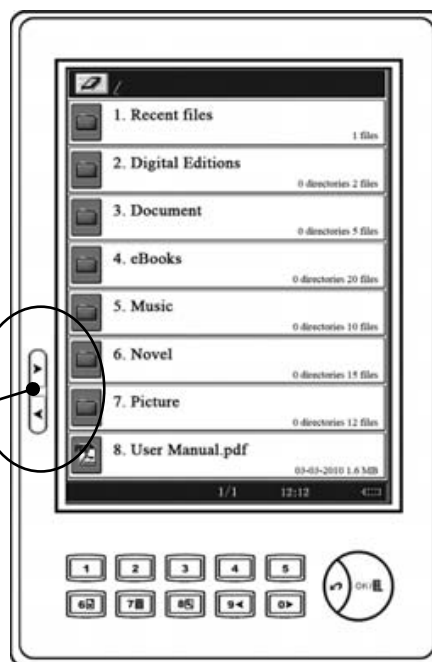 /
1. Recent files
1 files
2. Digital Editions
0 directories 2 files
3. Document
0 directories 5 files
4. eBooks
0 directories 20 files
5. Music
0 directories 10 files
6. Novel
0 directories 15 files
7. Picture
0 directories 12 files
8. User Manual.pdf
03-03-2010 1.6 MB
1/1 12:12
1 2 3 4 5
6 7 8 9 0
OK/